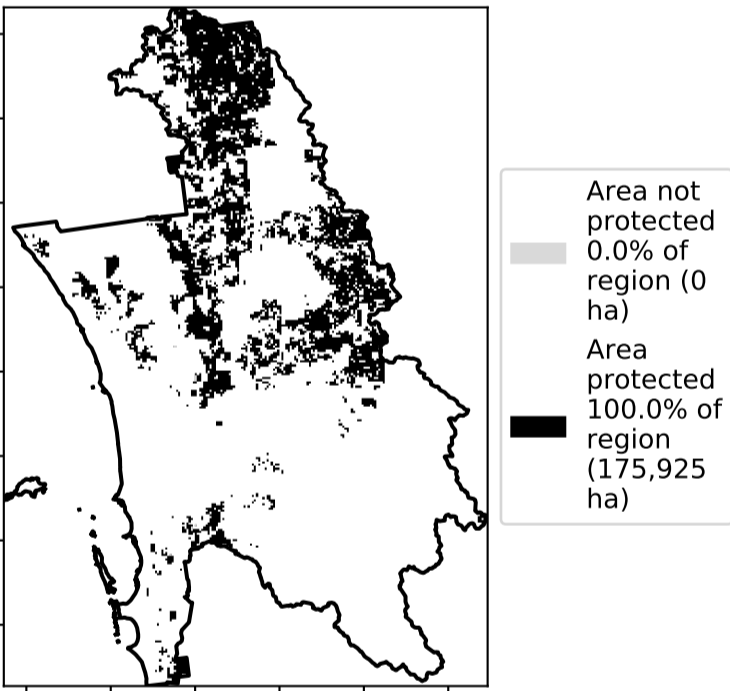 Area not
protected
0.0% of
region (0
ha)
Area
protected
100.0% of
region
(175,925
ha)